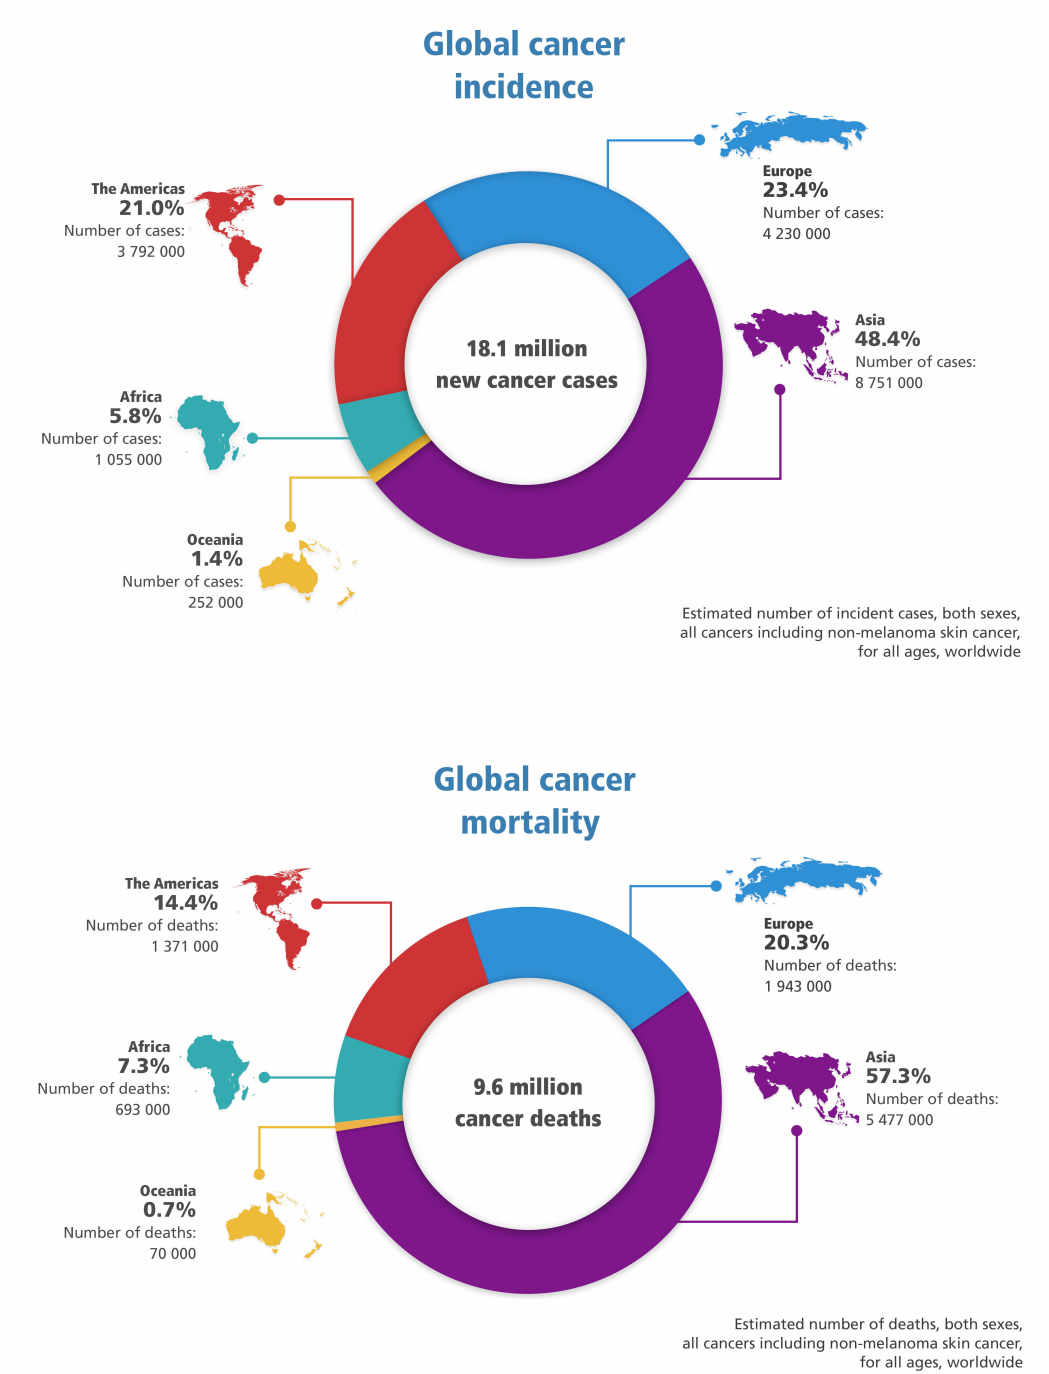 Global cancer
incidence
The Americas
21.0%
Number of cases:
3 792 000
Europe
23.4%
Number of cases:
4 230 000
18.1 million
new cancer cases
Asia
48.4%
Number of cases:
8 751 000
Africa
5.8%
Number of cases:
1 055 000
Oceania
1.4%
Number of cases:
252 000
Estimated number of incident cases, both sexes,
all cancers including non-melanoma skin cancer,
for all ages, worldwide
Global cancer
mortality
The Americas
14.4%
Number of deaths:
1 371 000
Europe
20.3%
Number of deaths:
1 943 000
Africa
7.3%
Number of deaths:
693 000
9.6 million
cancer deaths
Asia
57.3%
Number of deaths:
5 477 000
Oceania
0.7%
Number of deaths:
70 000
Estimated number of deaths, both sexes,
all cancers including non-melanoma skin cancer,
for all ages, worldwide